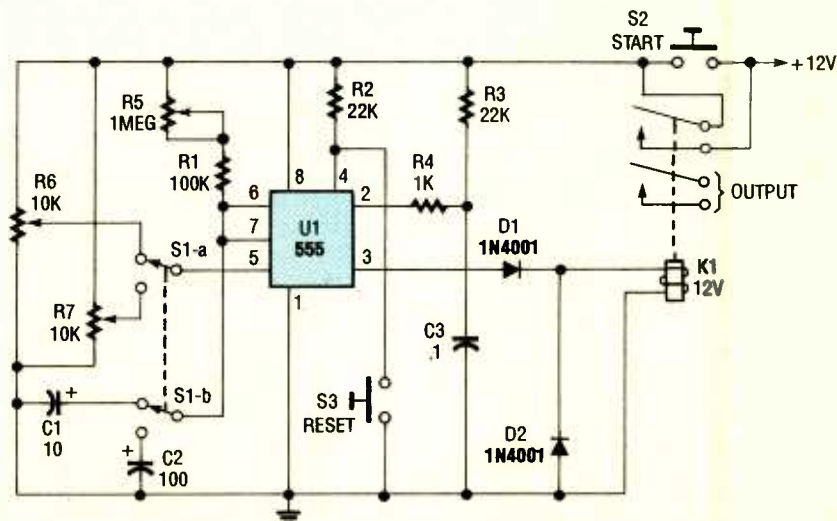 S2
START
+12V
R5
1MEG
R2
22K
R3
22K
R1
100K
R4
1K
R6
10K
8
4
6
2
7
U1
555
5
3
1
S1-a
D1
1N4001
OUTPUT
K1
12V
R7
10K
C3
.1
S1-b
S3
RESET
+
C1
10
+
C2
100
D2
1N4001